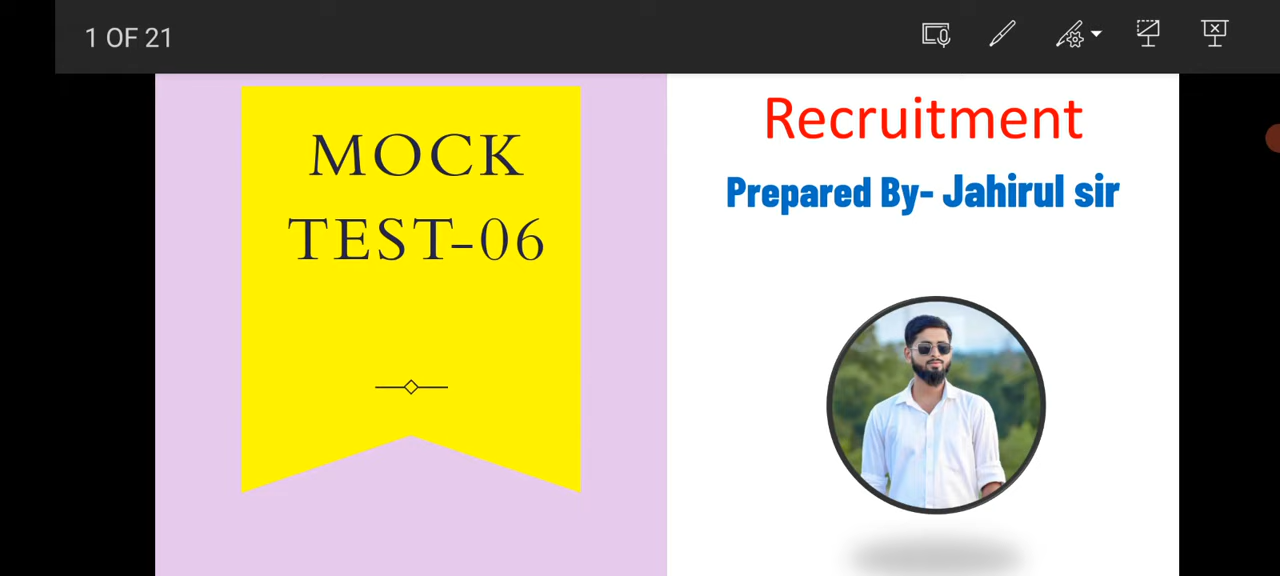 1 OF 21
MOCK
TEST-06
Recruitment
Prepared By- Jahirul sir